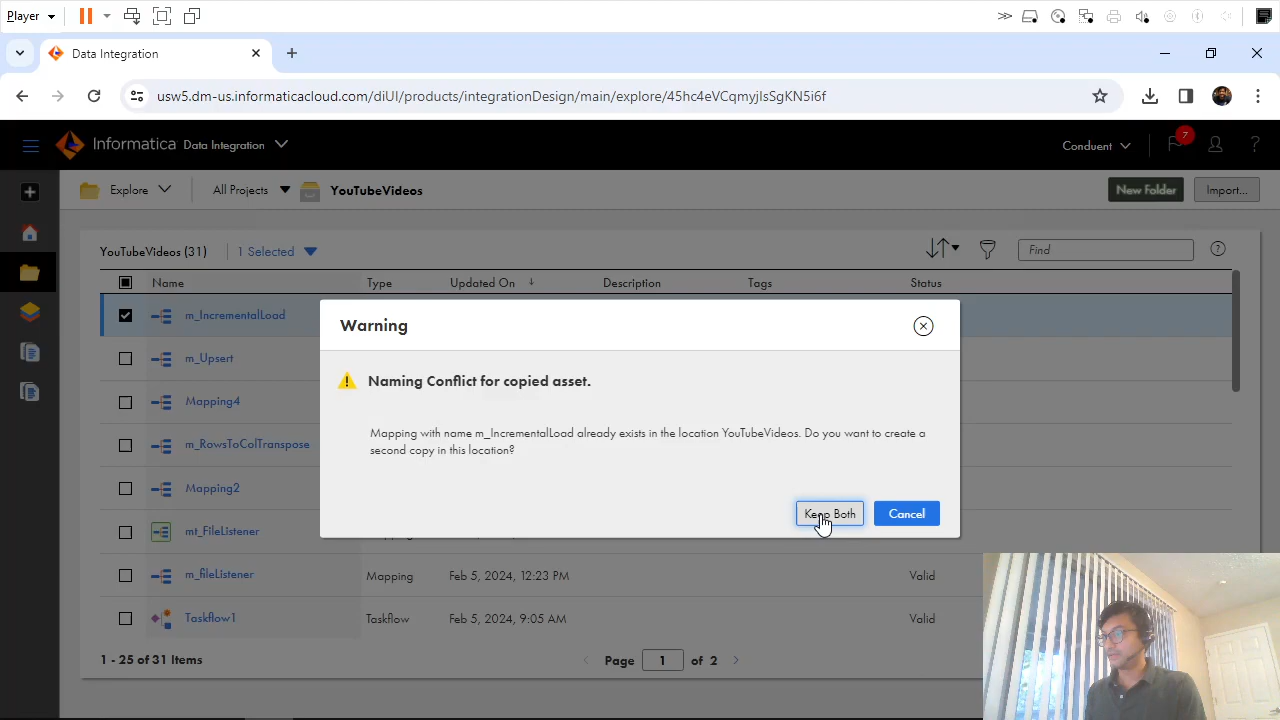 Player
Data Integration
usw5.dm-us.informaticacloud.com/diUI/products/integrationDesign/main/explore/45hc4eVCqmyjIsSgKN5i6f
Informatica Data Integration
Conduent
7
?
Explore
All Projects
YouTubeVideos
New Folder
Import...
YouTubeVideos (31)
1 Selected
Find
?
Name
Type
Updated On
Description
Tags
Status
m_IncrementalLoad
m_Upsert
Mapping4
m_RowsToColTranspose
Mapping2
mt_FileListener
m_fileListener
Mapping
Feb 5, 2024, 12:23 PM
Valid
Taskflow1
Taskflow
Feb 5, 2024, 9:05 AM
Valid
1 - 25 of 31 Items
Page
1
of 2
Warning
Naming Conflict for copied asset.
Mapping with name m_IncrementalLoad already exists in the location YouTubeVideos. Do you want to create a
second copy in this location?
Keep Both
Cancel